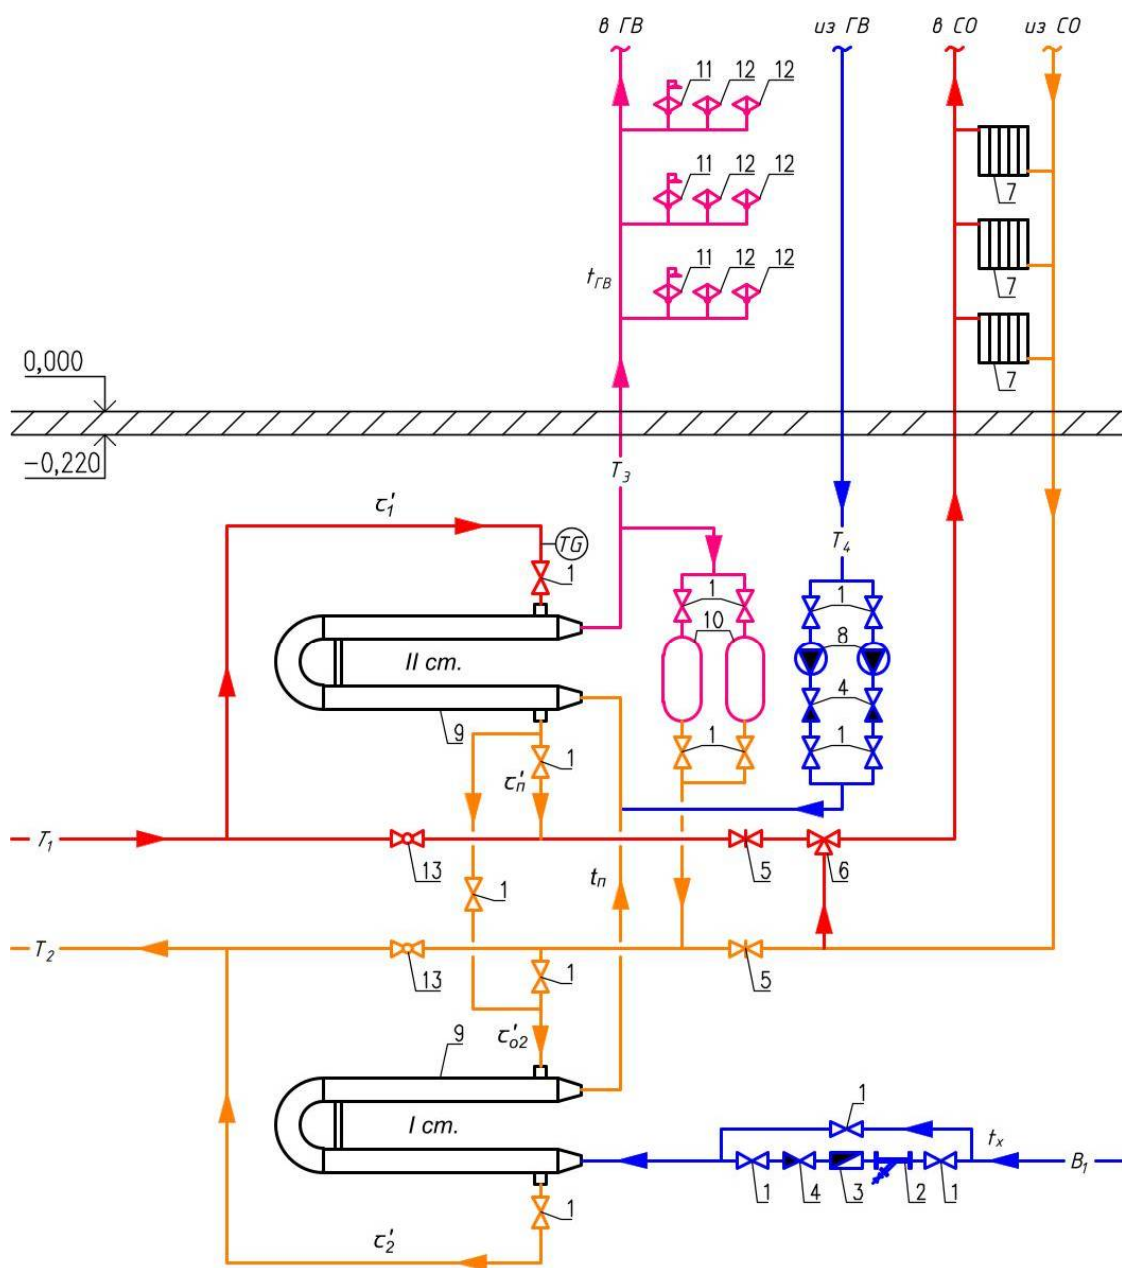 в ГВ из ГВ в СО из СО
11 12 12
7
11 12 12
7
t_ГВ 11 12 12
7
0,000
-0,220
T_3
τ'_1
T_4
TG 1
1 1
10 8
II ст.
4
9 1 1 1
τ'_п
T_1
13 5 6
1 t_п
T_2
13 1 5
9 τ'_о2
I ст. 1
t_x
B_1
1 4 3 2 1
1
τ'_2